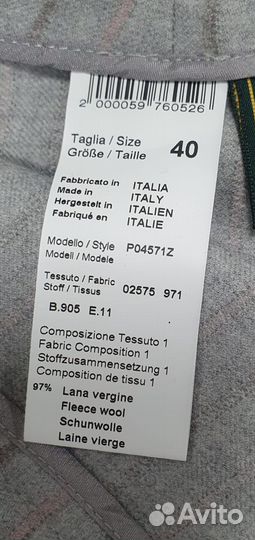 2 000059 760526
Taglia / Size
Größe / Taille 40
Fabbricato in ITALIA
Made in ITALY
Hergestelt in ITALIEN
Fabriqué en ITALIE
Modello / Style P04571Z
Modell / Modele
Tessuto / Fabric 02575 971
Stoff / Tissus
B.905 E.11
Composizione Tessuto 1
Fabric Composition 1
Stoffzusammensetzung 1
Composition de tissu 1
97% Lana vergine
Fleece wool
Schunwolle
Laine vierge
Avito